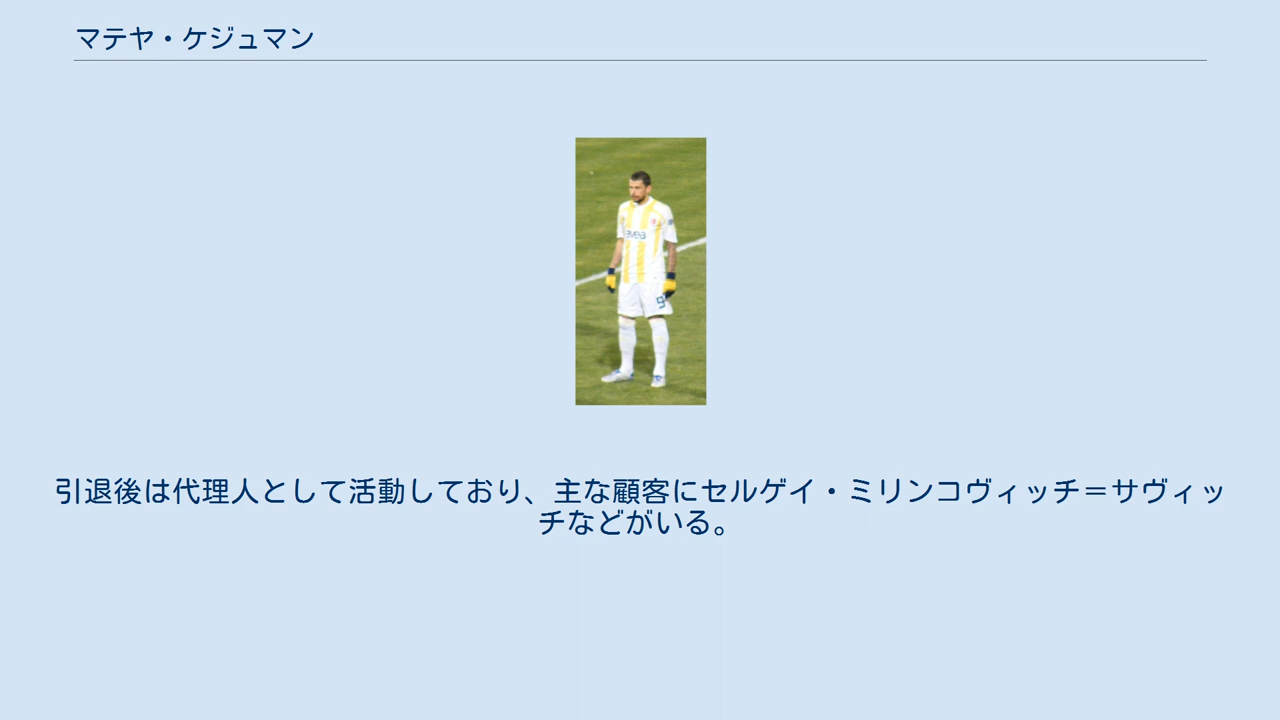 マテヤ・ケジュマン
avea
9
引退後は代理人として活動しており、主な顧客にセルゲイ・ミリンコヴィッチ＝サヴィッ
チなどがいる。